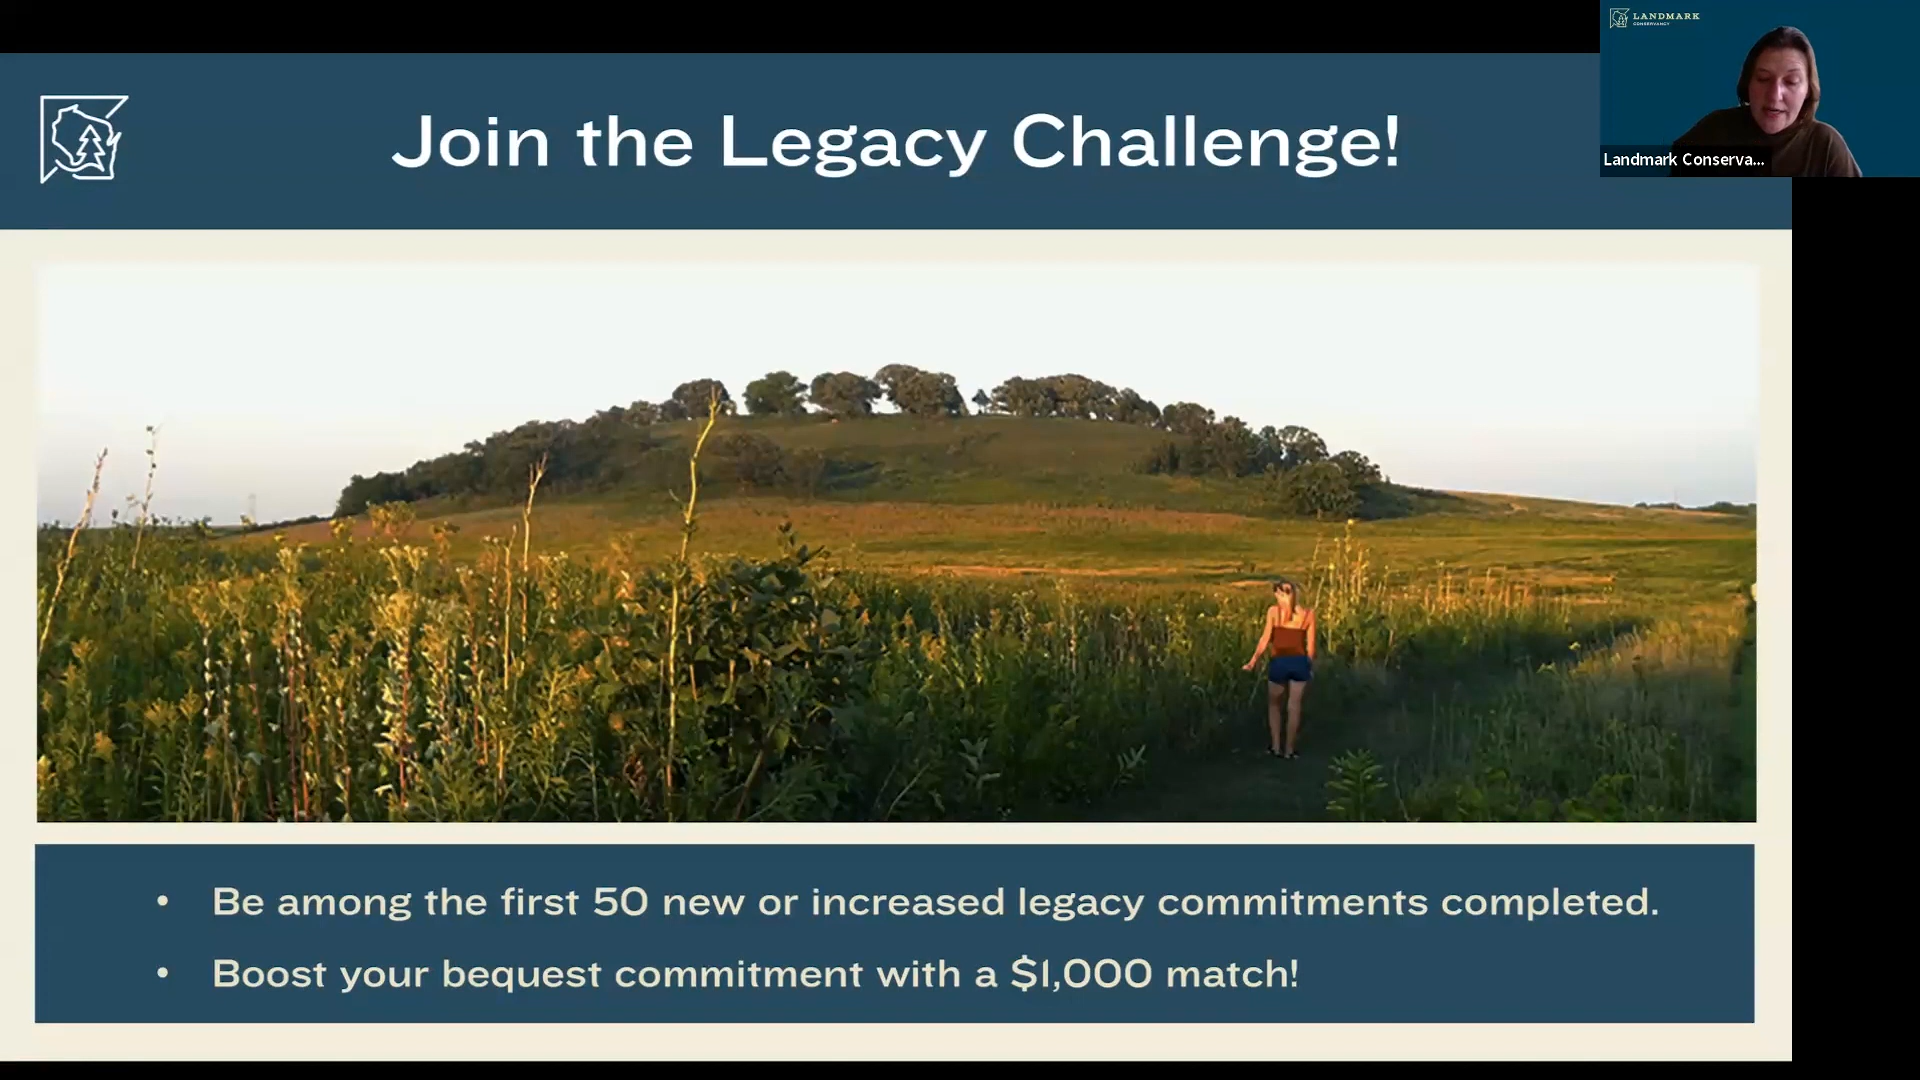 LANDMARK
CONSERVANCY
Join the Legacy Challenge!
Landmark Conserva...
• Be among the first 50 new or increased legacy commitments completed.
• Boost your bequest commitment with a $1,000 match!